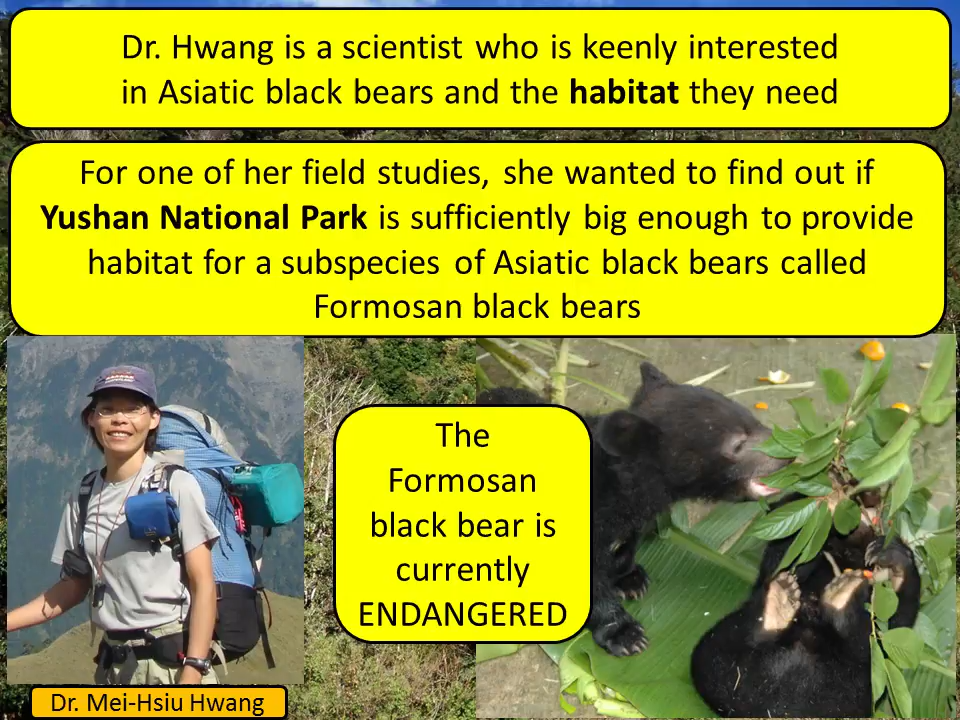 Dr. Hwang is a scientist who is keenly interested
in Asiatic black bears and the habitat they need
For one of her field studies, she wanted to find out if
Yushan National Park is sufficiently big enough to provide
habitat for a subspecies of Asiatic black bears called
Formosan black bears
The
Formosan
black bear is
currently
ENDANGERED
Dr. Mei-Hsiu Hwang